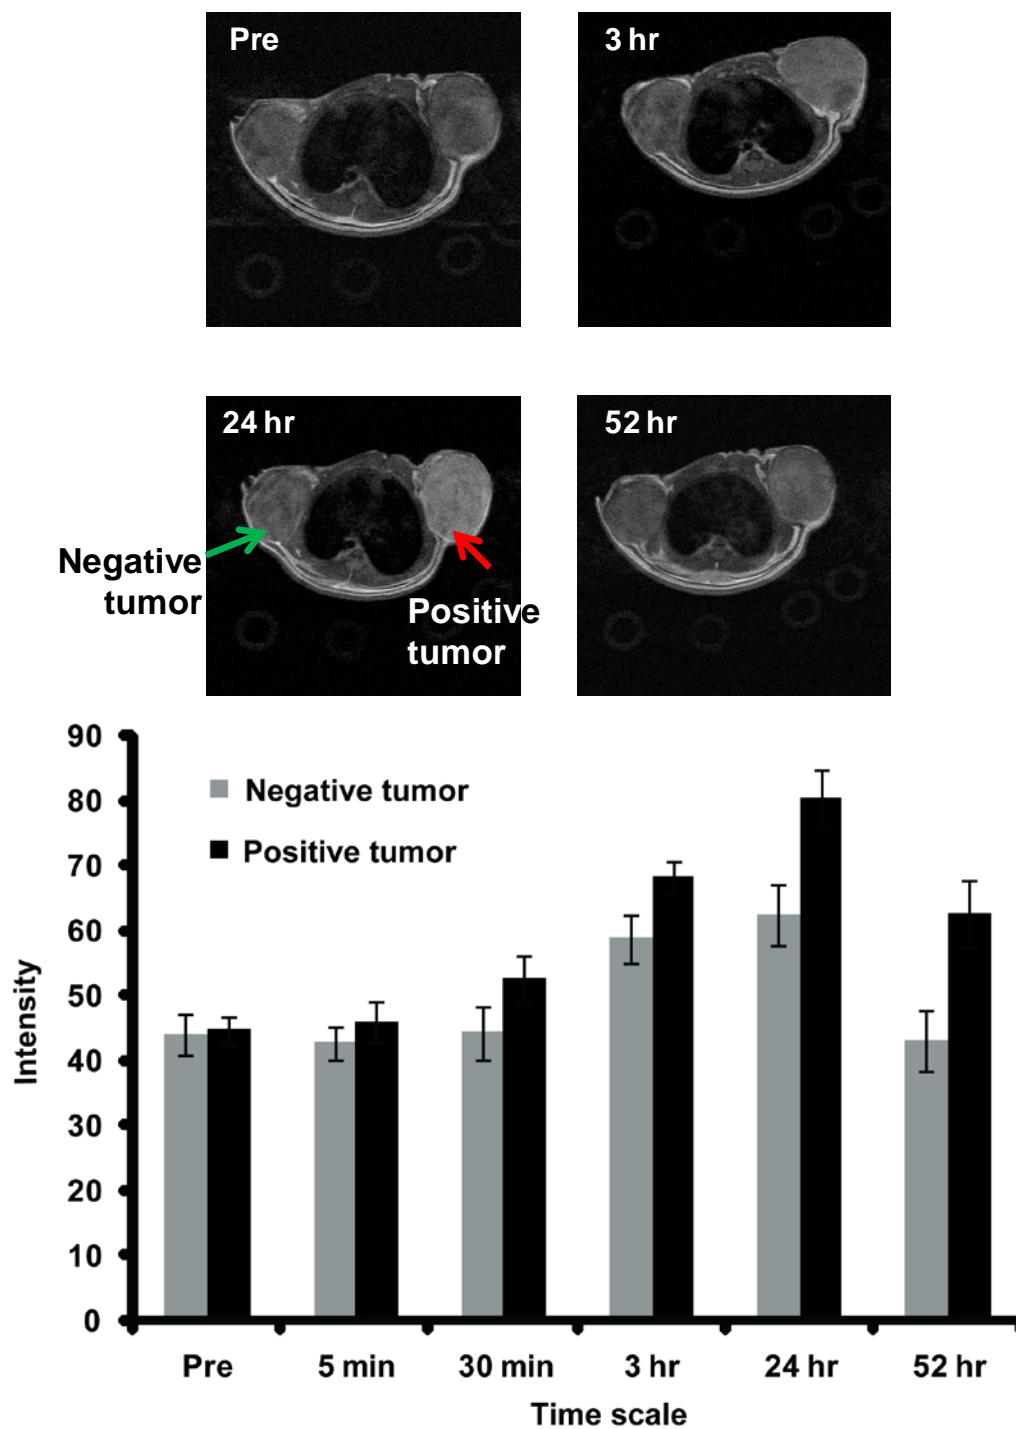 Pre
3 hr
24 hr
52 hr
Negative
tumor
Positive
tumor
90
80
70
60
50
40
30
20
10
0
Intensity
Negative tumor
Positive tumor
Pre
5 min
30 min
3 hr
24 hr
52 hr
Time scale